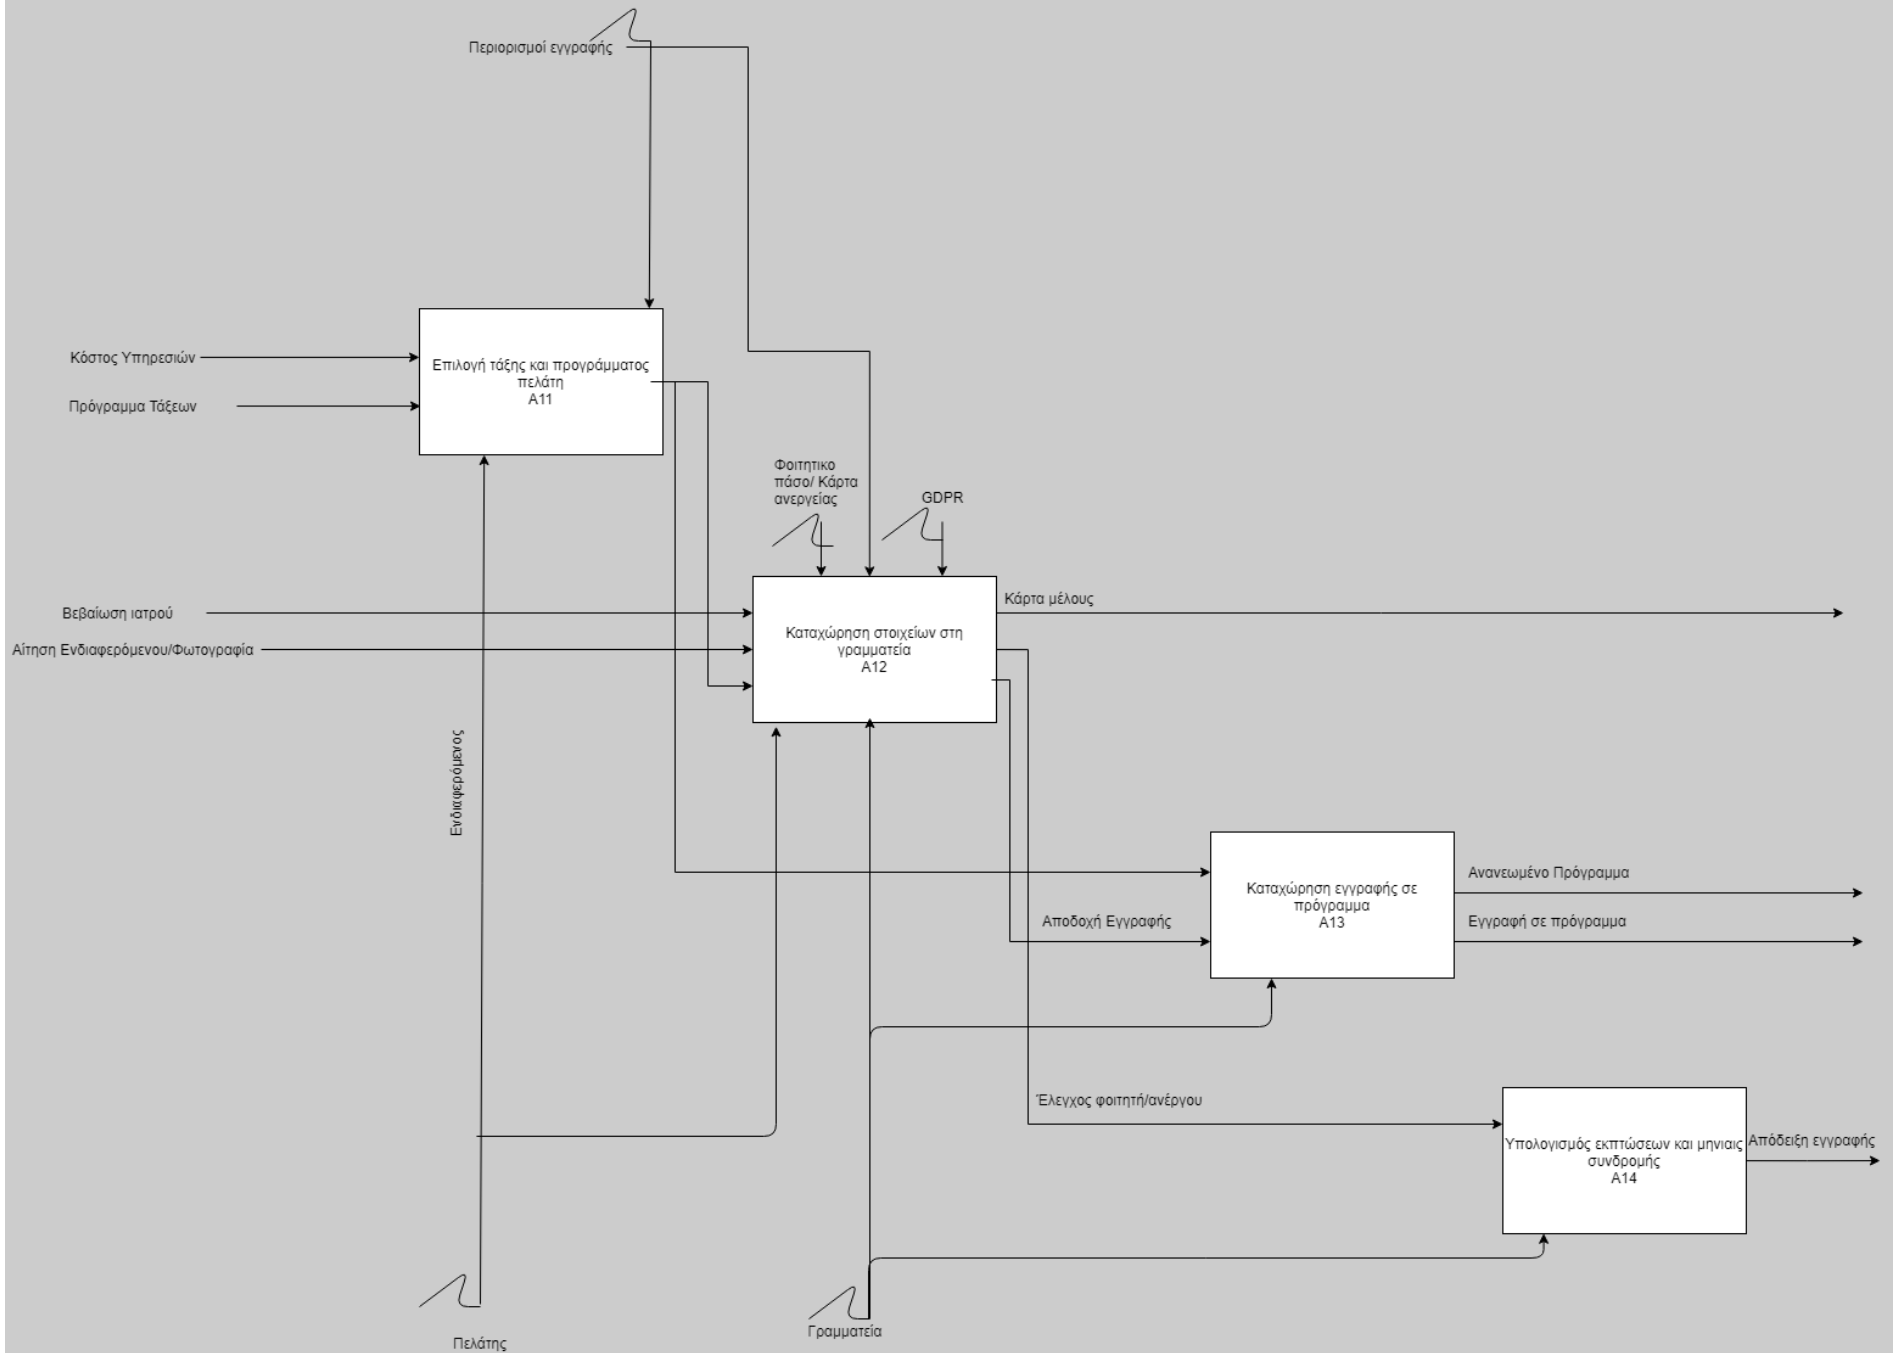 Περιορισμοί εγγραφής
Κόστος Υπηρεσιών
Πρόγραμμα Τάξεων
Επιλογή τάξης και προγράμματος
πελάτη
A11
Φοιτητικο
πάσο/ Κάρτα
ανεργείας
GDPR
Βεβαίωση ιατρού
Αίτηση Ενδιαφερόμενου/Φωτογραφία
Καταχώρηση στοιχείων στη
γραμματεία
A12
Κάρτα μέλους
Ενδιαφερόμενος
Καταχώρηση εγγραφής σε
πρόγραμμα
A13
Ανανεωμένο Πρόγραμμα
Αποδοχή Εγγραφής
Εγγραφή σε πρόγραμμα
Έλεγχος φοιτητή/ανέργου
Υπολογισμός εκπτώσεων και μηνιαις
συνδρομής
A14
Απόδειξη εγγραφής
Πελάτης
Γραμματεία